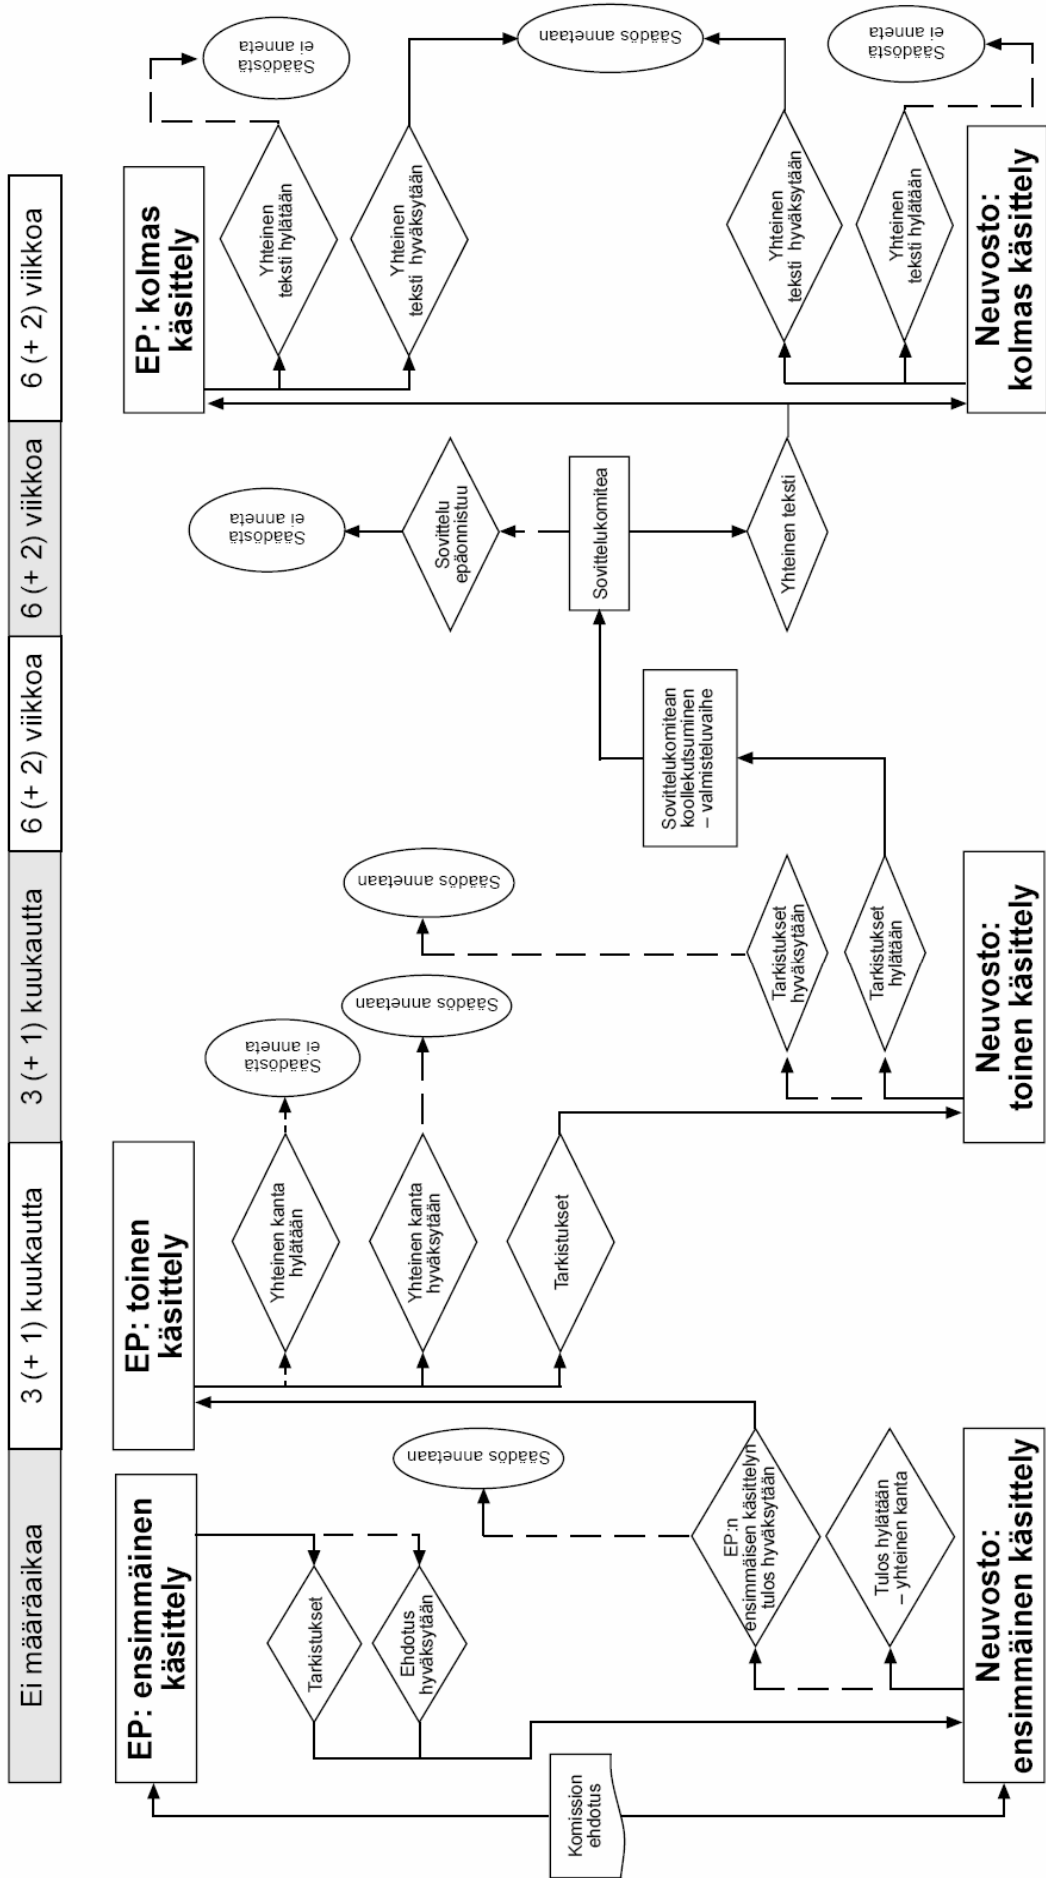 Ei määräaikaa
3 (+ 1) kuukautta
3 (+ 1) kuukautta
6 (+ 2) viikkoa
6 (+ 2) viikkoa
6 (+ 2) viikkoa
EP: ensimmäinen
käsittely
EP: toinen
käsittely
EP: kolmas
käsittely
Tarkistukset
Ehdotus
hyväksytään
Komission
ehdotus
Säädös annetaan
EP:n
ensimmäisen käsittelyn
tulos hyväksytään
Tulos hylätään
– yhteinen kanta
Neuvosto:
ensimmäinen käsittely
Yhteinen kanta
hylätään
Säädöstä
ei anneta
Yhteinen kanta
hyväksytään
Säädös annetaan
Tarkistukset
Säädös annetaan
Tarkistukset
hyväksytään
Tarkistukset
hylätään
Neuvosto:
toinen käsittely
Sovittelukomitean
koollekutsuminen
– valmisteluvaihe
Säädöstä
ei anneta
Sovittelu
epäonnistuu
Sovittelukomitea
Yhteinen teksti
Yhteinen
teksti hylätään
Säädöstä
ei anneta
Yhteinen
teksti hyväksytään
Säädös annetaan
Yhteinen
teksti hyväksytään
Yhteinen
teksti hylätään
Säädöstä
ei anneta
Neuvosto:
kolmas käsittely